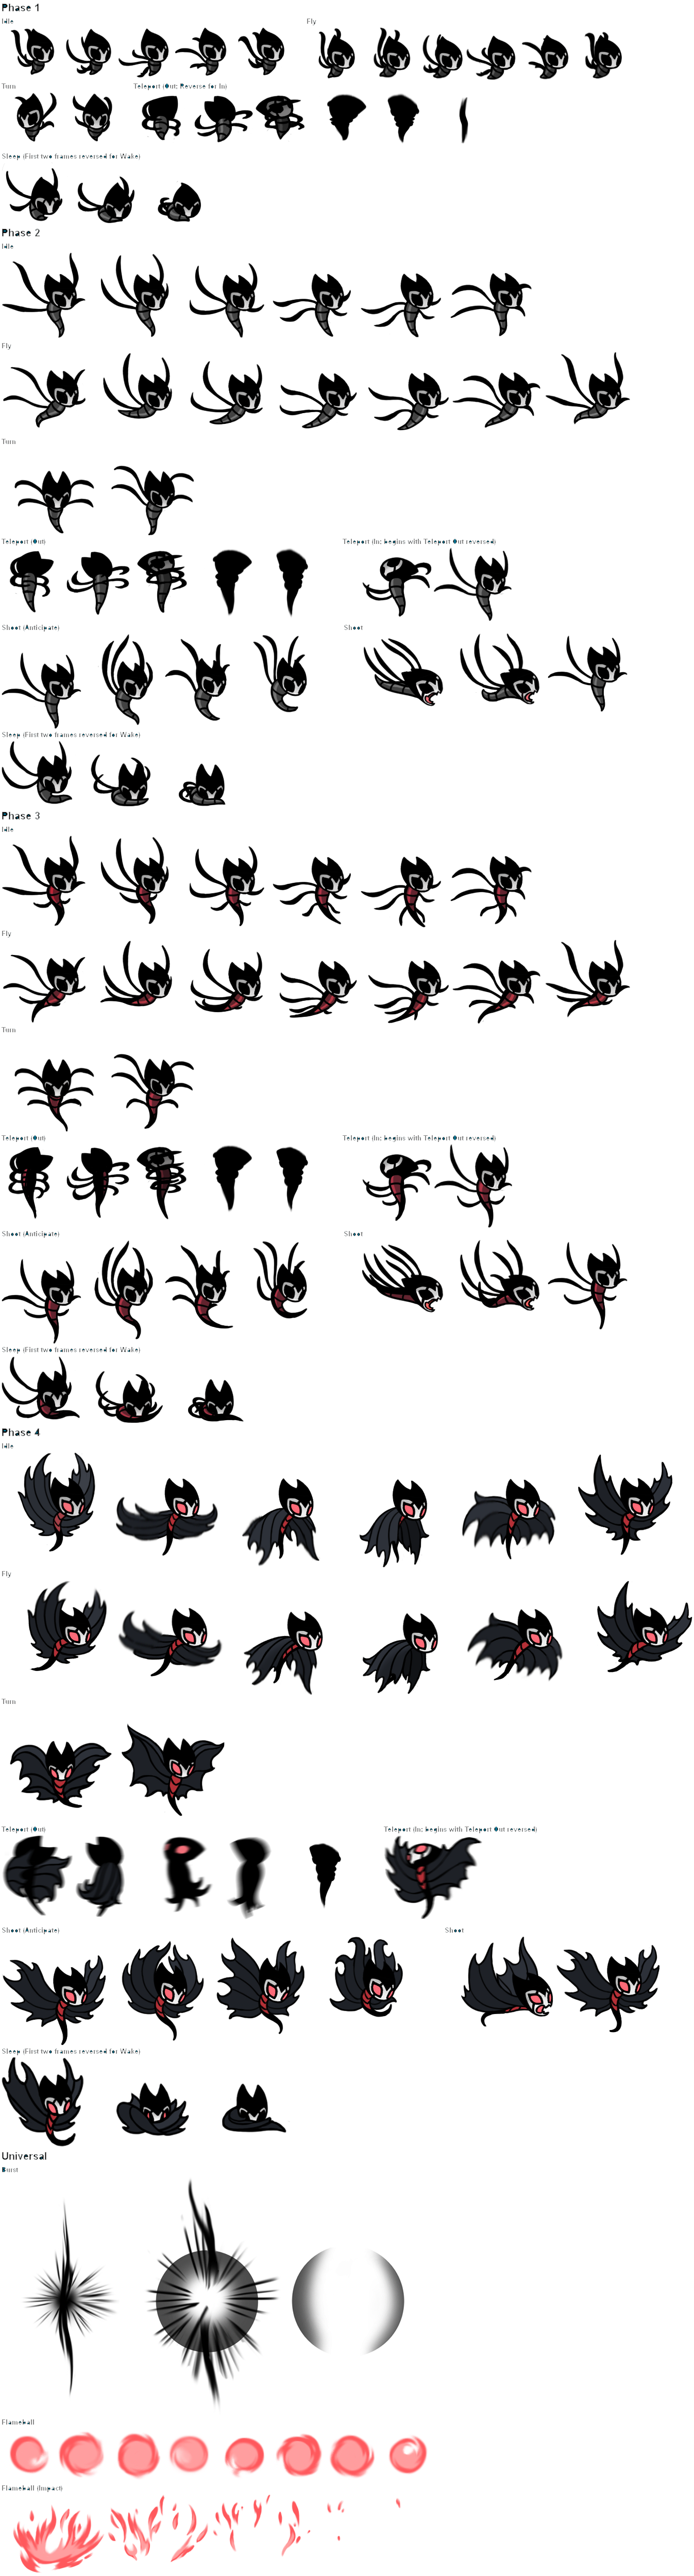 Phase 1
Idle
Fly
Turn
Teleport (Out; Reverse for In)
Sleep (First two frames reversed for Wake)
Phase 2
Idle
Fly
Turn
Teleport (Out)
Teleport (In; begins with Teleport Out reversed)
Shoot (Anticipate)
Shoot
Sleep (First two frames reversed for Wake)
Phase 3
Idle
Fly
Turn
Teleport (Out)
Teleport (In; begins with Teleport Out reversed)
Shoot (Anticipate)
Shoot
Sleep (First two frames reversed for Wake)
Phase 4
Idle
Fly
Turn
Teleport (Out)
Teleport (In; begins with Teleport Out reversed)
Shoot (Anticipate)
Shoot
Sleep (First two frames reversed for Wake)
Universal
Burst
Flameball
Flameball (Impact)